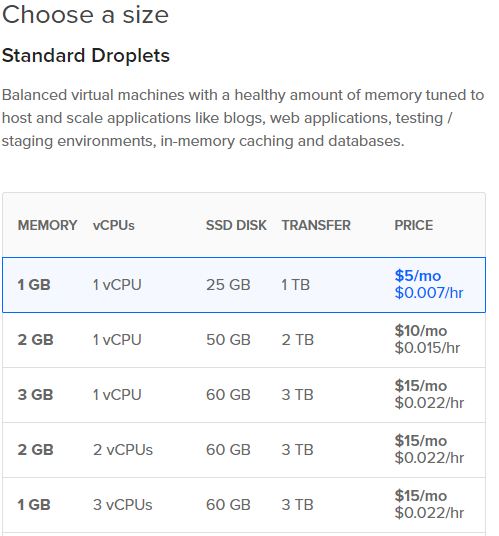 Choose a size
Standard Droplets
Balanced virtual machines with a healthy amount of memory tuned to
host and scale applications like blogs, web applications, testing /
staging environments, in-memory caching and databases.
MEMORY vCPUs SSD DISK TRANSFER PRICE
1 GB 1 vCPU 25 GB 1 TB $5/mo
$0.007/hr
2 GB 1 vCPU 50 GB 2 TB $10/mo
$0.015/hr
3 GB 1 vCPU 60 GB 3 TB $15/mo
$0.022/hr
2 GB 2 vCPUs 60 GB 3 TB $15/mo
$0.022/hr
1 GB 3 vCPUs 60 GB 3 TB $15/mo
$0.022/hr